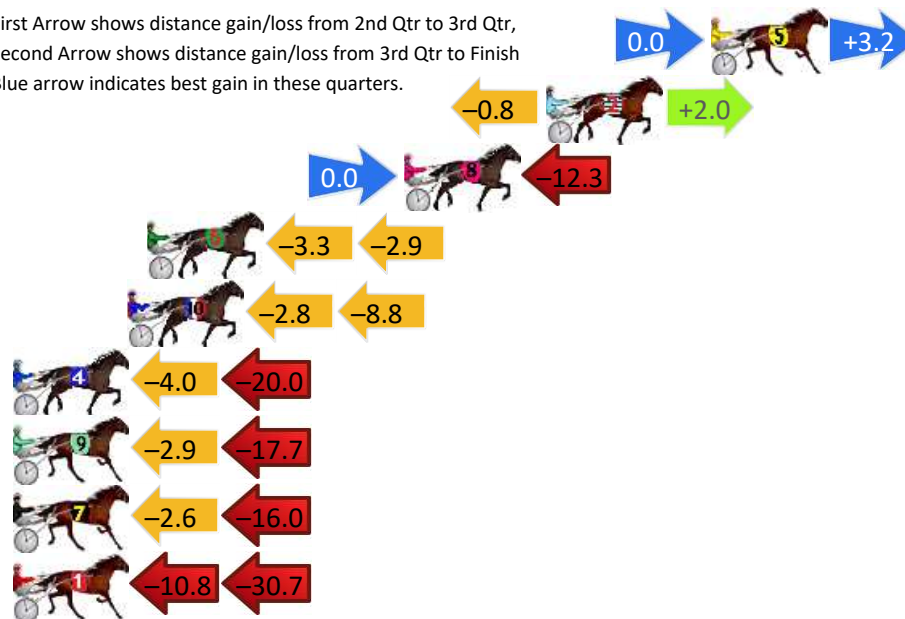 irst Arrow shows distance gain/loss from 2nd Qtr to 3rd Qtr,
econd Arrow shows distance gain/loss from 3rd Qtr to Finish
Blue arrow indicates best gain in these quarters.
0.0 5 +3.2
–0.8 2 +2.0
0.0 8 –12.3
–3.3 –2.9
10 –2.8 –8.8
4 –4.0 –20.0
9 –2.9 –17.7
7 –2.6 –16.0
1 –10.8 –30.7